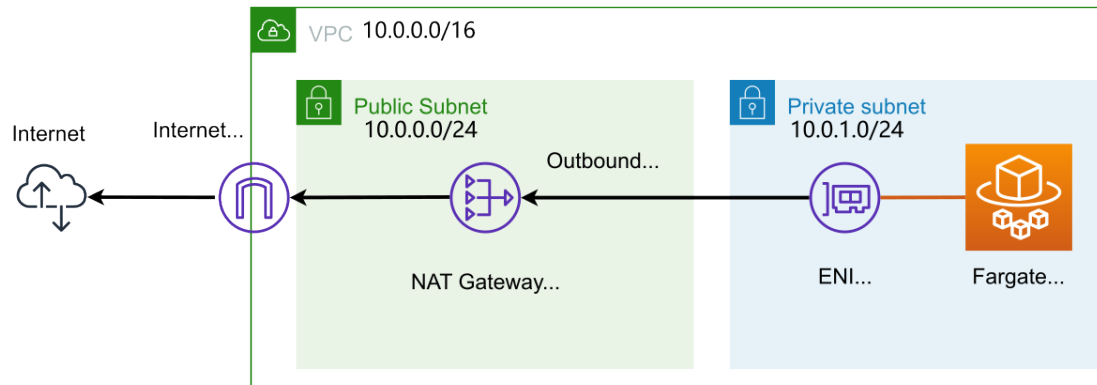 VPC 10.0.0.0/16
Public Subnet
10.0.0.0/24
Private subnet
10.0.1.0/24
Internet
Internet...
Outbound...
NAT Gateway...
ENI...
Fargate...